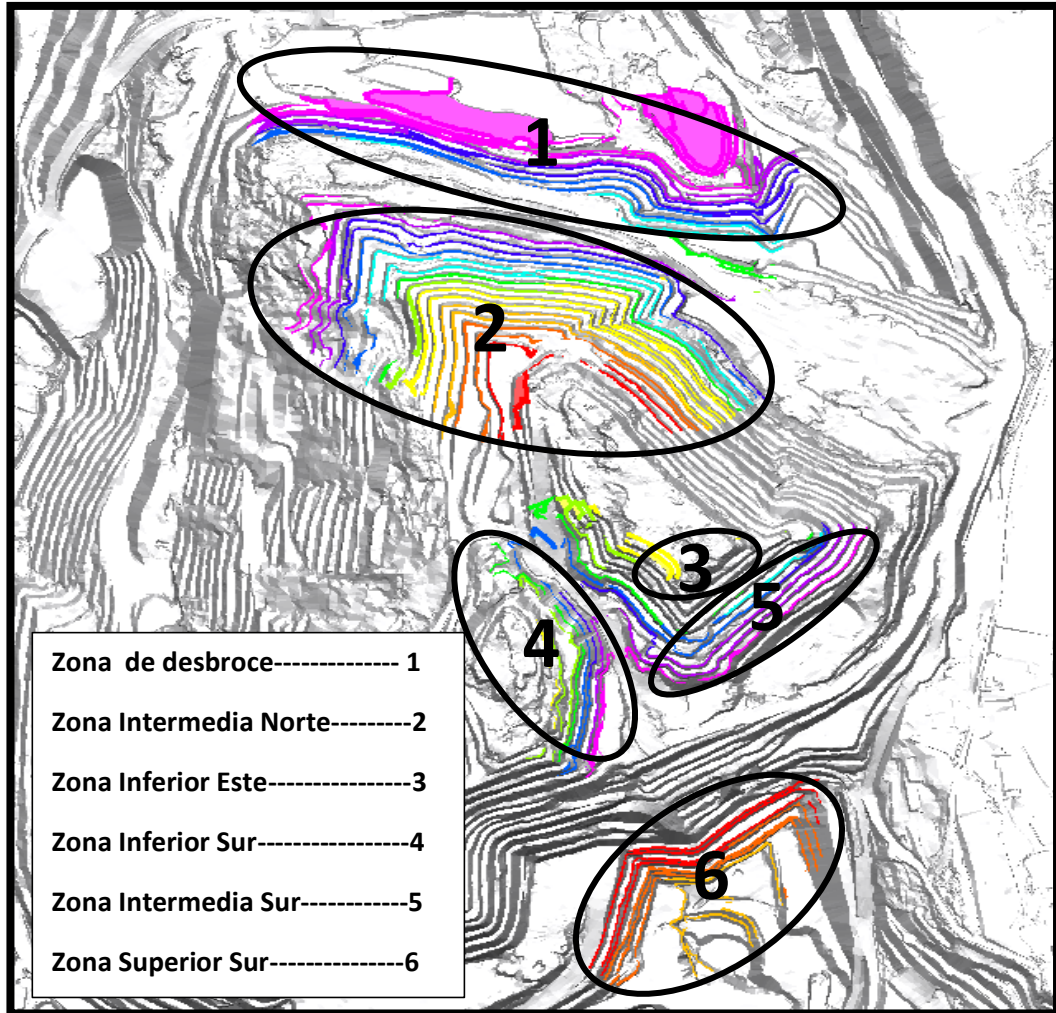 1
2
3
5
4
6
Zona de desbroce-------------- 1
Zona Intermedia Norte---------2
Zona Inferior Este----------------3
Zona Inferior Sur-----------------4
Zona Intermedia Sur------------5
Zona Superior Sur---------------6